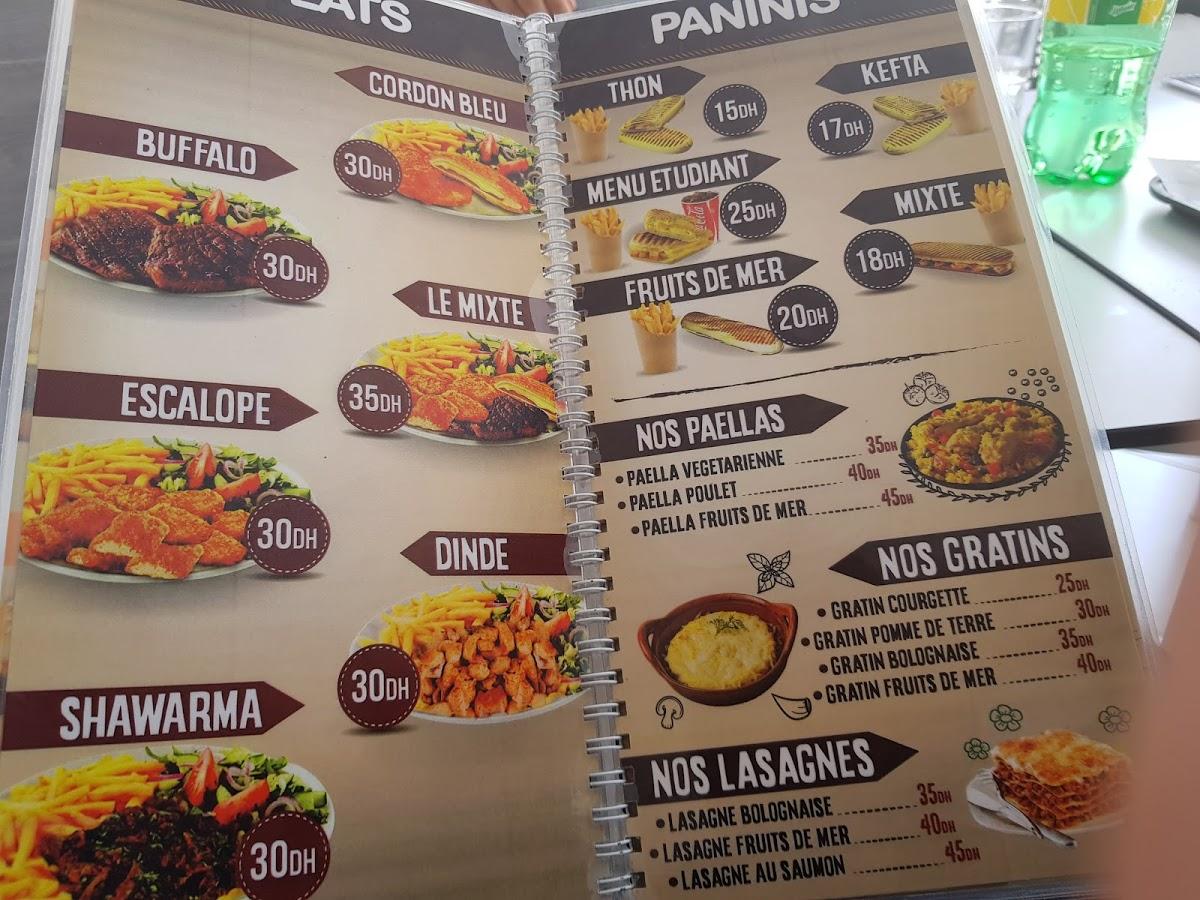 CORDON BLEU
30DH
BUFFALO
30DH
LE MIXTE
35DH
ESCALOPE
30DH
DINDE
30DH
SHAWARMA
30DH
PANINIS
THON
15DH
KEFTA
17DH
MENU ETUDIANT
25DH
MIXTE
18DH
FRUITS DE MER
20DH
NOS PAELLAS
• PAELLA VEGETARIENNE ---------- 35DH
• PAELLA POULET ---------- 40DH
• PAELLA FRUITS DE MER ---------- 45DH
NOS GRATINS
• GRATIN COURGETTE ---------- 25DH
• GRATIN POMME DE TERRE ---------- 30DH
• GRATIN BOLOGNAISE ---------- 35DH
• GRATIN FRUITS DE MER ---------- 40DH
NOS LASAGNES
• LASAGNE BOLOGNAISE ---------- 35DH
• LASAGNE FRUITS DE MER ---------- 40DH
• LASAGNE AU SAUMON ---------- 45DH